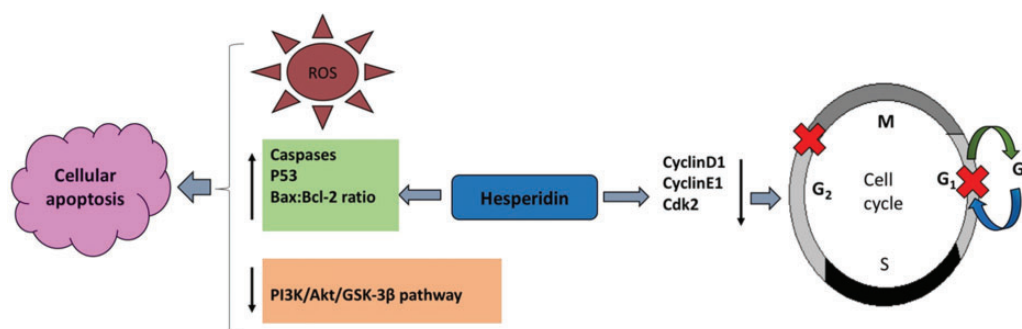 ROS
Cellular
apoptosis
Caspases
P53
Bax:Bcl-2 ratio
PI3K/Akt/GSK-3β pathway
Hesperidin
CyclinD1
CyclinE1
Cdk2
M
G₂
Cell
cycle
G₁
G
S